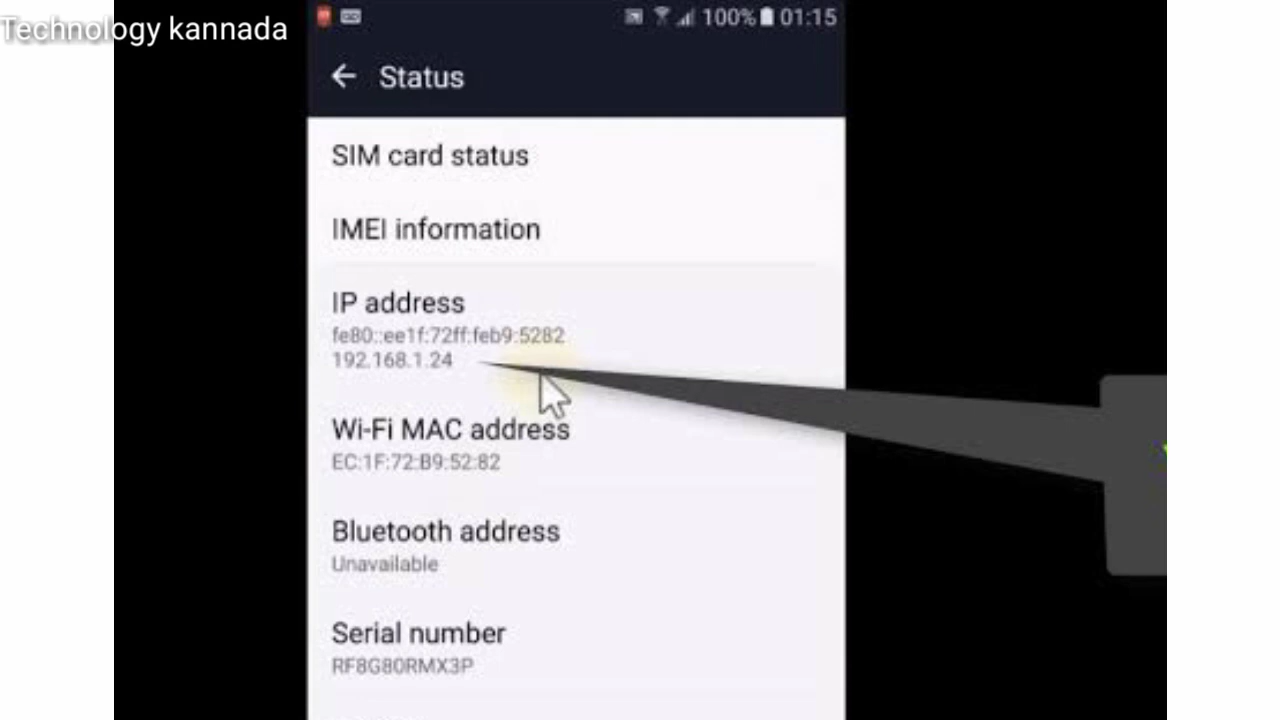 Technology kannada
100% 01:15
Status
SIM card status
IMEI information
IP address
fe80::ee1f:72ff:feb9:5282
192.168.1.24
Wi-Fi MAC address
EC:1F:72:B9:52:82
Bluetooth address
Unavailable
Serial number
RF8G80RMX3P